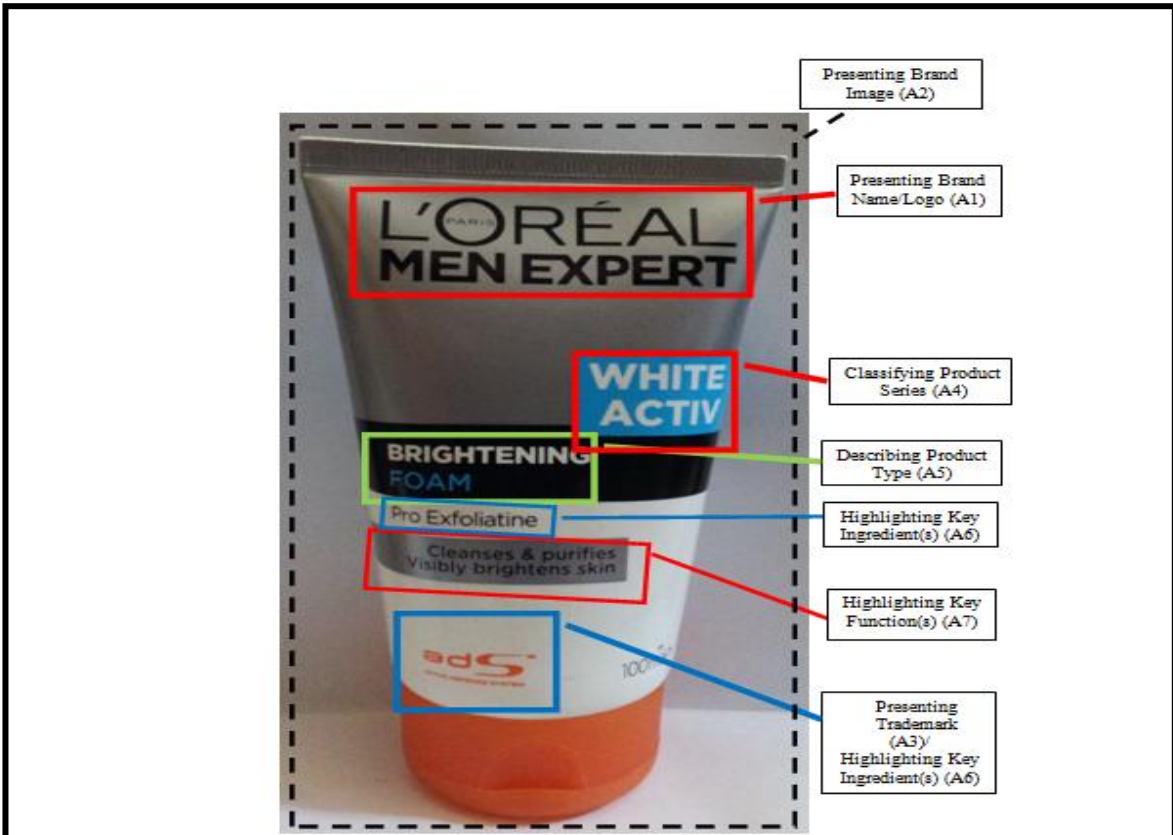 Presenting Brand
Image (A2)
Presenting Brand
Name/Logo (A1)
L'ORÉAL
PARIS
MEN EXPERT
WHITE
ACTIV
Classifying Product
Series (A4)
BRIGHTENING
FOAM
Describing Product
Type (A5)
Pro Exfoliatine
Highlighting Key
Ingredient(s) (A6)
Cleanses & purifies
Visibly brightens skin
Highlighting Key
Function(s) (A7)
adS
Presenting
Trademark
(A3)/
Highlighting Key
Ingredient(s) (A6)